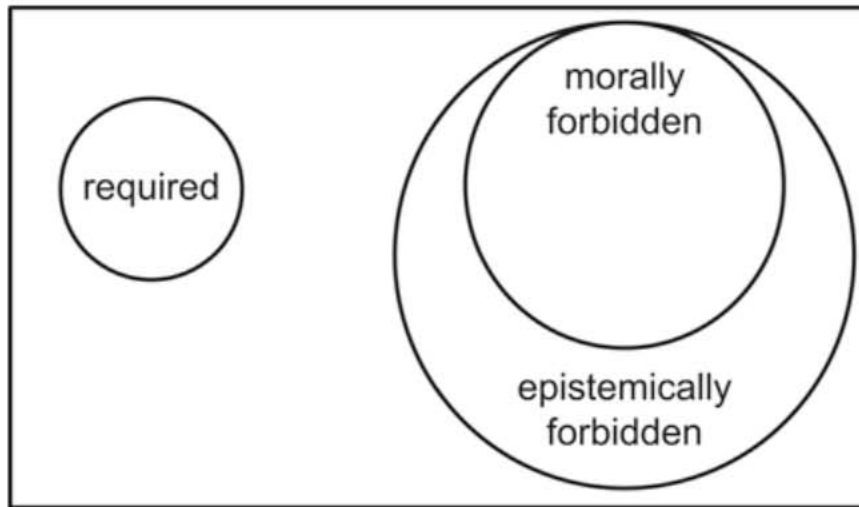 required
morally
forbidden
epistemically
forbidden